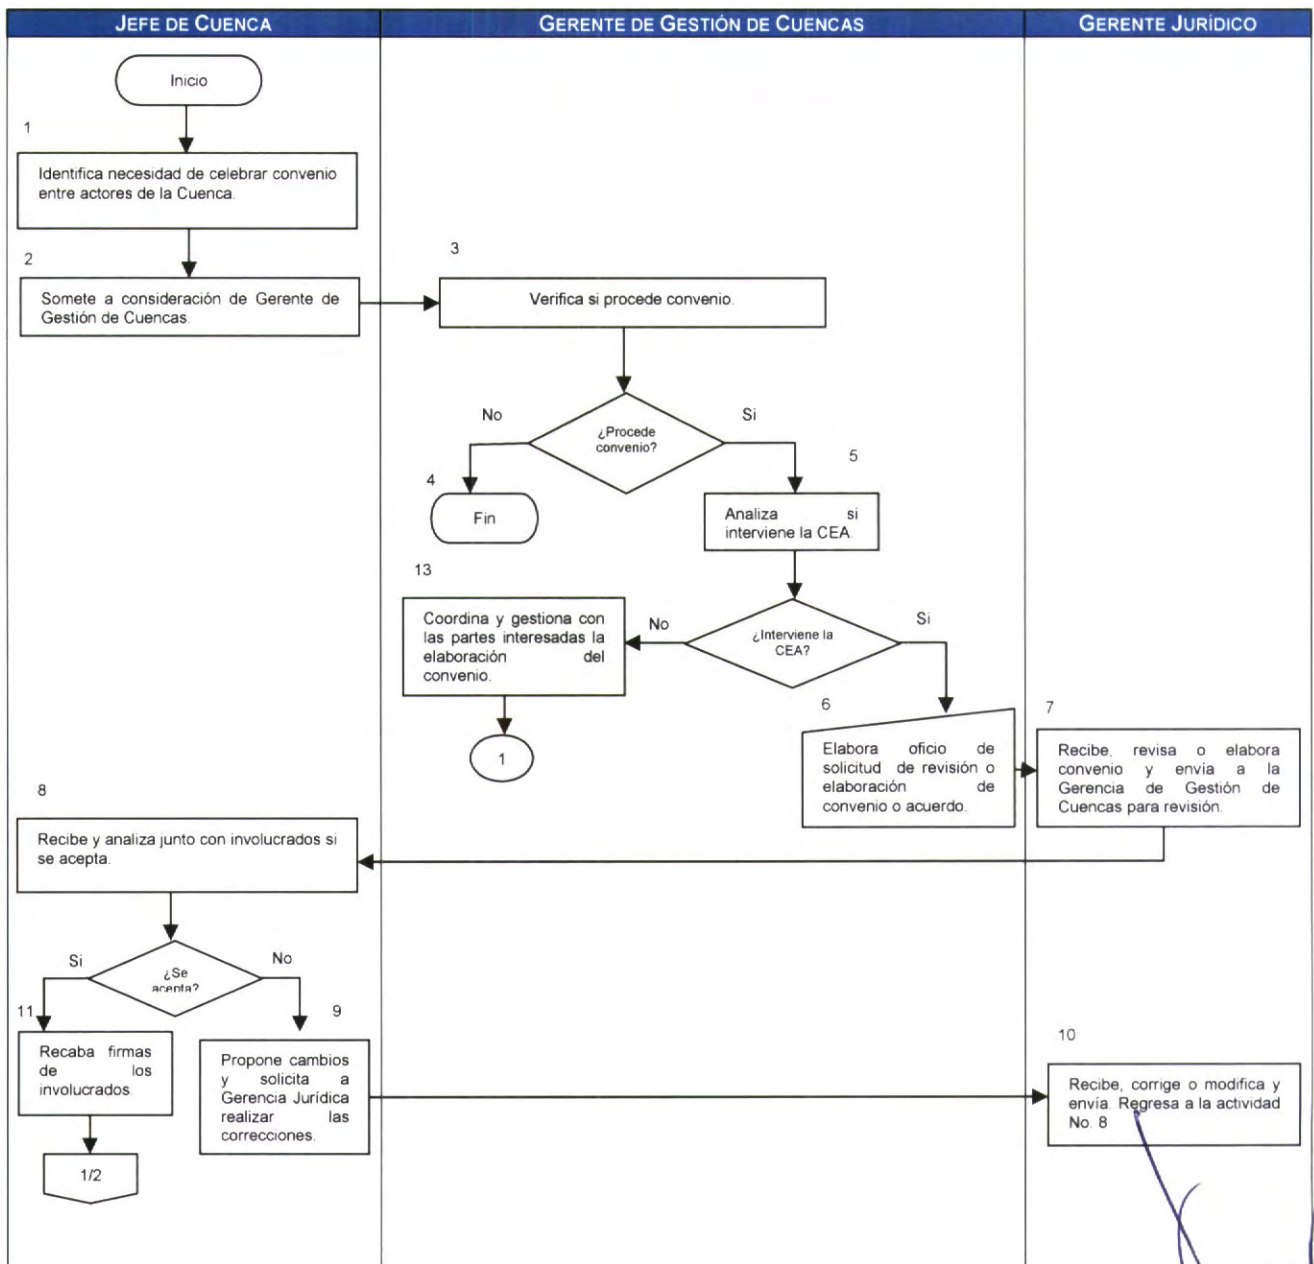 JEFE DE CUENCA
GERENTE DE GESTIÓN DE CUENCAS
GERENTE JURÍDICO
Inicio
1
Identifica necesidad de celebrar convenio
entre actores de la Cuenca.
2
Somete a consideración de Gerente de
Gestión de Cuencas.
3
Verifica si procede convenio.
¿Procede
convenio?
No
Si
4
Fin
5
Analiza si
interviene la CEA.
¿Interviene la
CEA?
No
Si
13
Coordina y gestiona con
las partes interesadas la
elaboración del
convenio.
1
6
Elabora oficio de
solicitud de revisión o
elaboración de
convenio o acuerdo.
7
Recibe, revisa o elabora
convenio y envía a la
Gerencia de Gestión de
Cuencas para revisión.
8
Recibe y analiza junto con involucrados si
se acepta.
¿Se
acepta?
Si
No
11
Recaba firmas
de los
involucrados.
1/2
9
Propone cambios
y solicita a
Gerencia Jurídica
realizar las
correcciones.
10
Recibe, corrige o modifica y
envía. Regresa a la actividad
No. 8